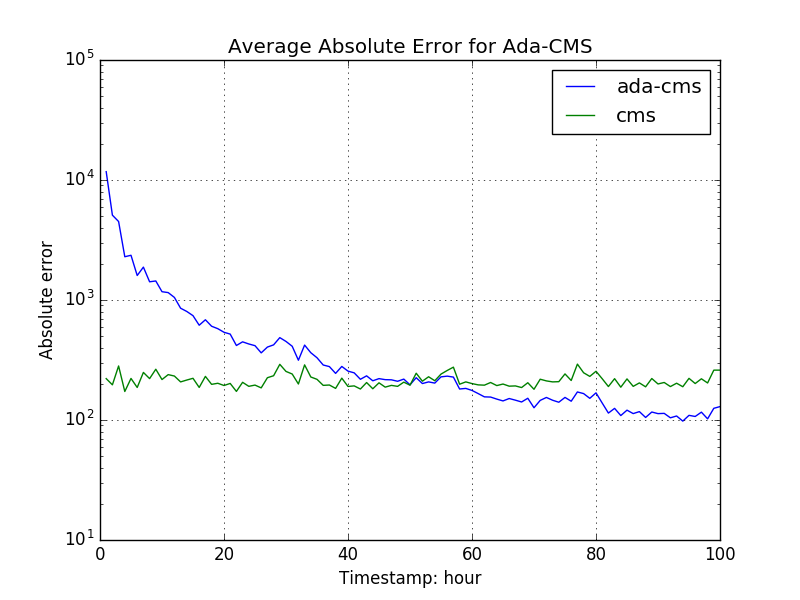 Average Absolute Error for Ada-CMS
10^5
10^4
10^3
10^2
10^1
Absolute error
ada-cms
cms
0 20 40 60 80 100
Timestamp: hour